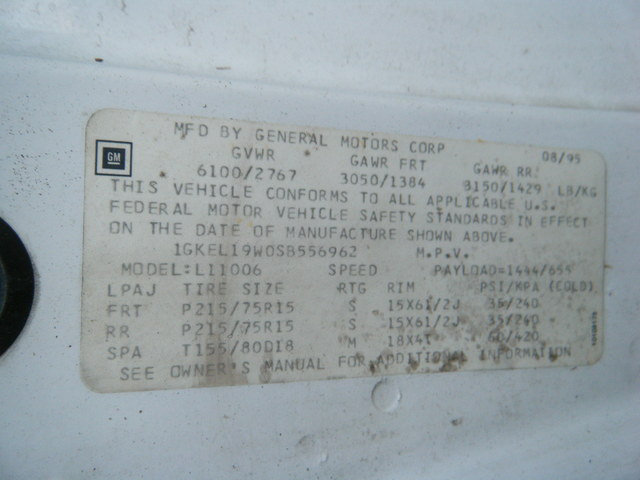 MFD BY GENERAL MOTORS CORP 08/95
GM
GVWR GAWR FRT GAWR RR
6100/2767 3050/1384 3150/1429 LB/KG
THIS VEHICLE CONFORMS TO ALL APPLICABLE U.S.
FEDERAL MOTOR VEHICLE SAFETY STANDARDS IN EFFECT
ON THE DATE OF MANUFACTURE SHOWN ABOVE.
1GKEL19W0SB556962 M.P.V.
MODEL:L11006 SPEED PAYLOAD=1444/655
LPAJ TIRE SIZE RTG RIM PSI/KPA (COLD)
FRT P215/75R15 S 15X61/2J 35/240
RR P215/75R15 S 15X61/2J 35/240
SPA T155/80D18 M 18X4T 60/420
SEE OWNER'S MANUAL FOR ADDITIONAL INFORMATION